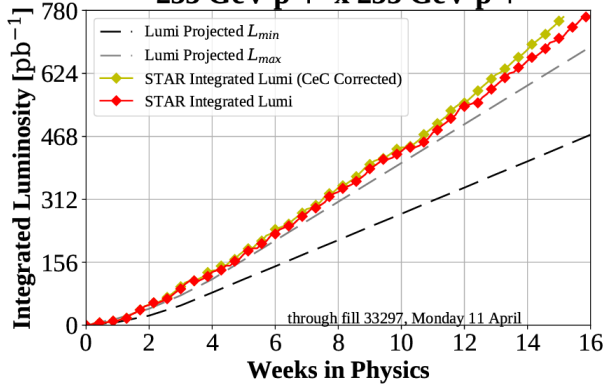 780
624
468
312
156
0
Integrated Luminosity [pb⁻¹]
Lumi Projected L_min
Lumi Projected L_max
STAR Integrated Lumi (CeC Corrected)
STAR Integrated Lumi
through fill 33297, Monday 11 April
0 2 4 6 8 10 12 14 16
Weeks in Physics